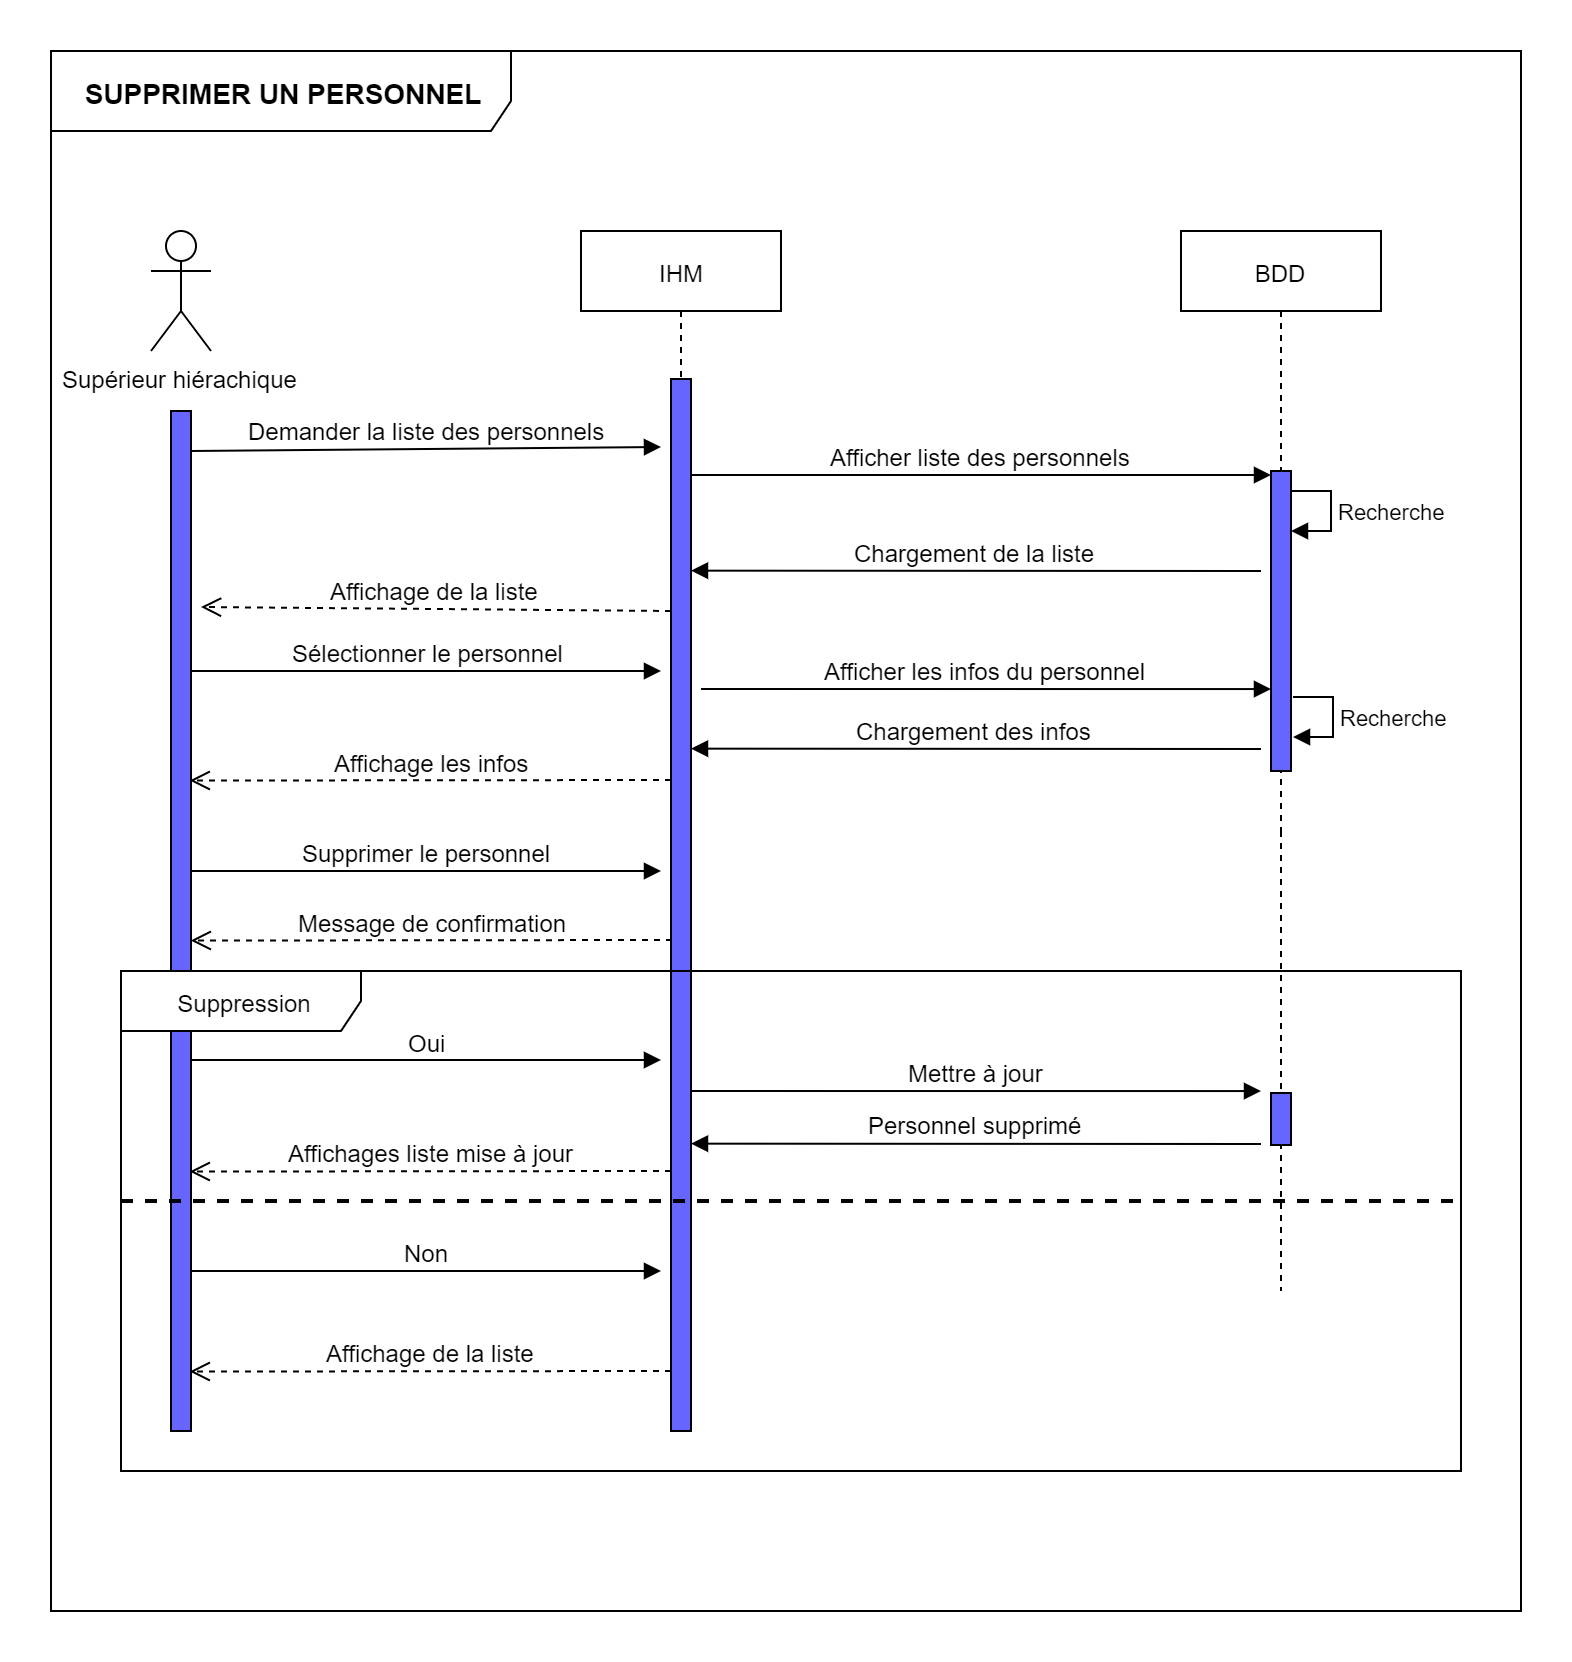 SUPPRIMER UN PERSONNEL
IHM
BDD
Supérieur hiérachique
Demander la liste des personnels
Afficher liste des personnels
Recherche
Chargement de la liste
Affichage de la liste
Sélectionner le personnel
Afficher les infos du personnel
Recherche
Chargement des infos
Affichage les infos
Supprimer le personnel
Message de confirmation
Suppression
Oui
Mettre à jour
Personnel supprimé
Affichages liste mise à jour
Non
Affichage de la liste